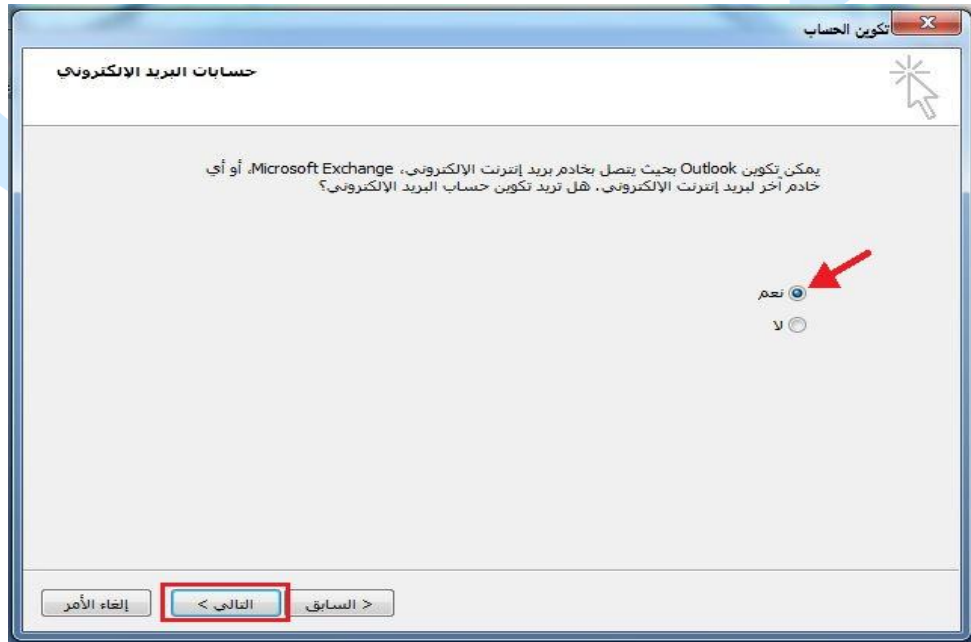 تكوين الحساب
حسابات البريد الإلكتروني
يمكن تكوين Outlook بحيث يتصل بخادم بريد إنترنت الإلكتروني، Microsoft Exchange، أو أي
خادم آخر لبريد إنترنت الإلكتروني. هل تريد تكوين حساب البريد الإلكتروني؟
نعم
لا
< السابق
التالي >
إلغاء الأمر